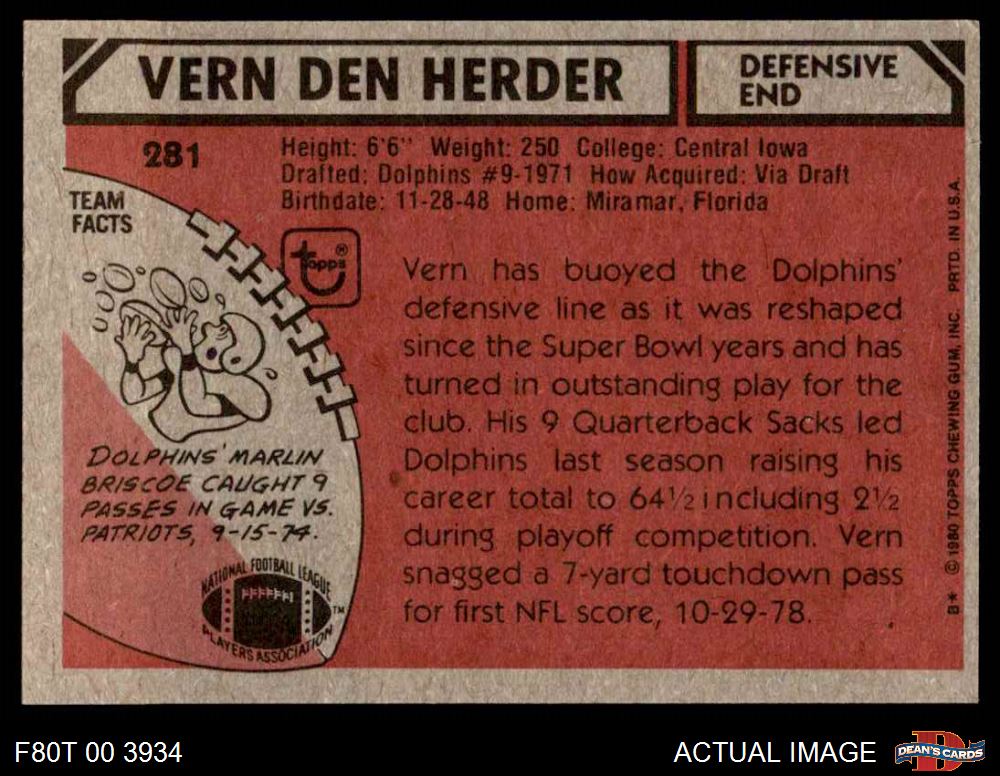 VERN DEN HERDER
DEFENSIVE
END
281
Height: 6'6" Weight: 250 College: Central Iowa
Drafted: Dolphins #9-1971 How Acquired: Via Draft
Birthdate: 11-28-48 Home: Miramar, Florida
TEAM
FACTS
topps®
Vern has buoyed the Dolphins'
defensive line as it was reshaped
since the Super Bowl years and has
turned in outstanding play for the
club. His 9 Quarterback Sacks led
Dolphins last season raising his
career total to 64½ including 2½
during playoff competition. Vern
snagged a 7-yard touchdown pass
for first NFL score, 10-29-78.
DOLPHINS' MARLIN
BRISCOE CAUGHT 9
PASSES IN GAME VS.
PATRIOTS, 9-15-74.
NATIONAL FOOTBALL LEAGUE
PLAYERS ASSOCIATION
TM
B* © 1980 TOPPS CHEWING GUM, INC. PRTD. IN U.S.A.
F80T 00 3934
ACTUAL IMAGE
D
DEAN'S CARDS